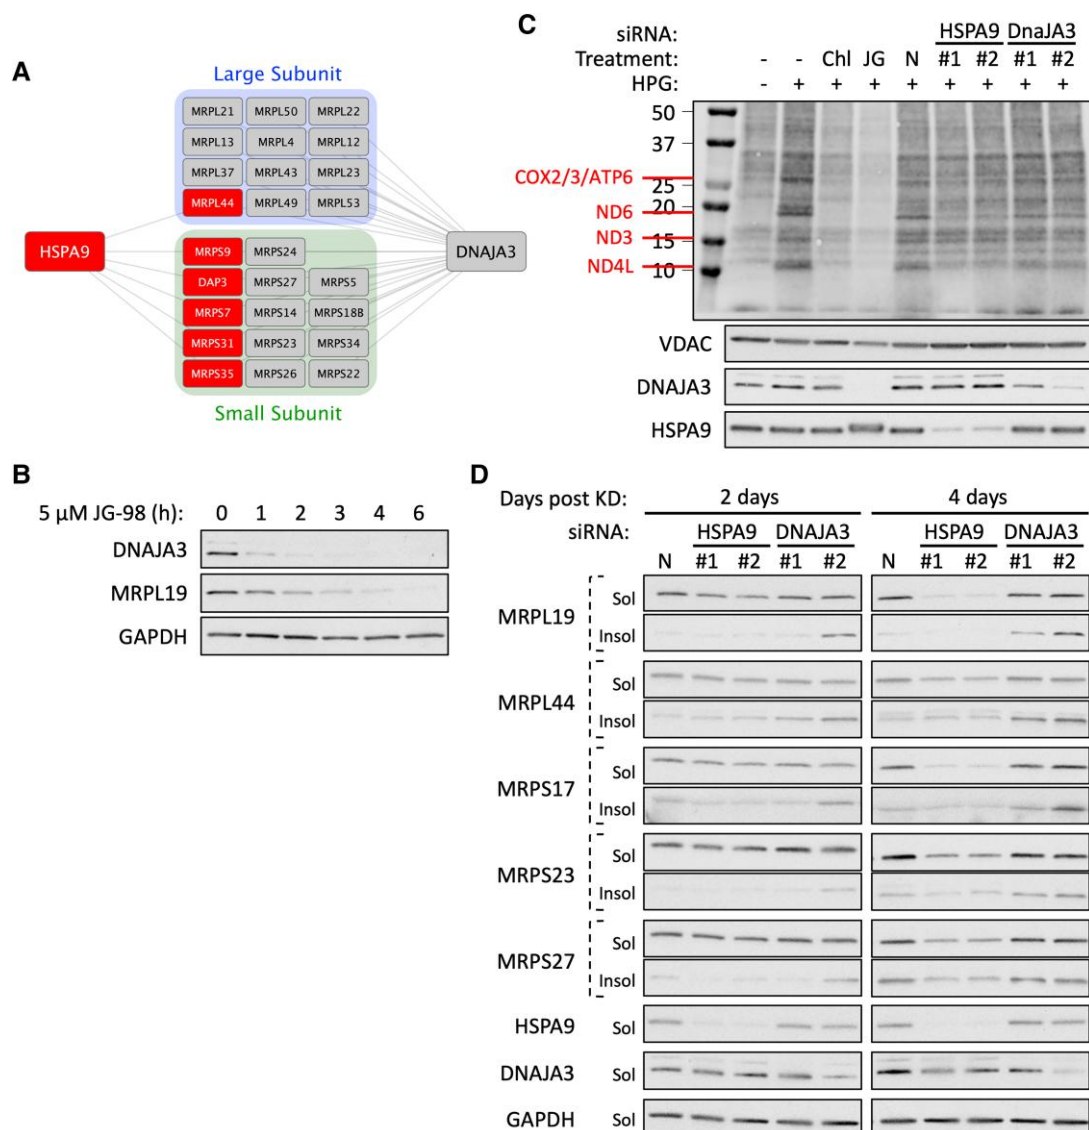 A
Large Subunit
MRPL21 MRPL50 MRPL22
MRPL13 MRPL4 MRPL12
MRPL37 MRPL43 MRPL23
MRPL44 MRPL49 MRPL53
HSPA9
DNAJA3
MRPS9 MRPS24
DAP3 MRPS27 MRPS5
MRPS7 MRPS14 MRPS18B
MRPS31 MRPS23 MRPS34
MRPS35 MRPS26 MRPS22
Small Subunit
B
5 µM JG-98 (h): 0 1 2 3 4 6
DNAJA3
MRPL19
GAPDH
C
siRNA: HSPA9 DnaJA3
Treatment: - - Chl JG N #1 #2 #1 #2
HPG: - + + + + + + + +
50
37
COX2/3/ATP6
25
20
ND6
ND3
15
ND4L
10
VDAC
DNAJA3
HSPA9
D
Days post KD: 2 days 4 days
siRNA: HSPA9 DNAJA3 HSPA9 DNAJA3
N #1 #2 #1 #2 N #1 #2 #1 #2
MRPL19
Sol
Insol
MRPL44
Sol
Insol
MRPS17
Sol
Insol
MRPS23
Sol
Insol
MRPS27
Sol
Insol
HSPA9 Sol
DNAJA3 Sol
GAPDH Sol